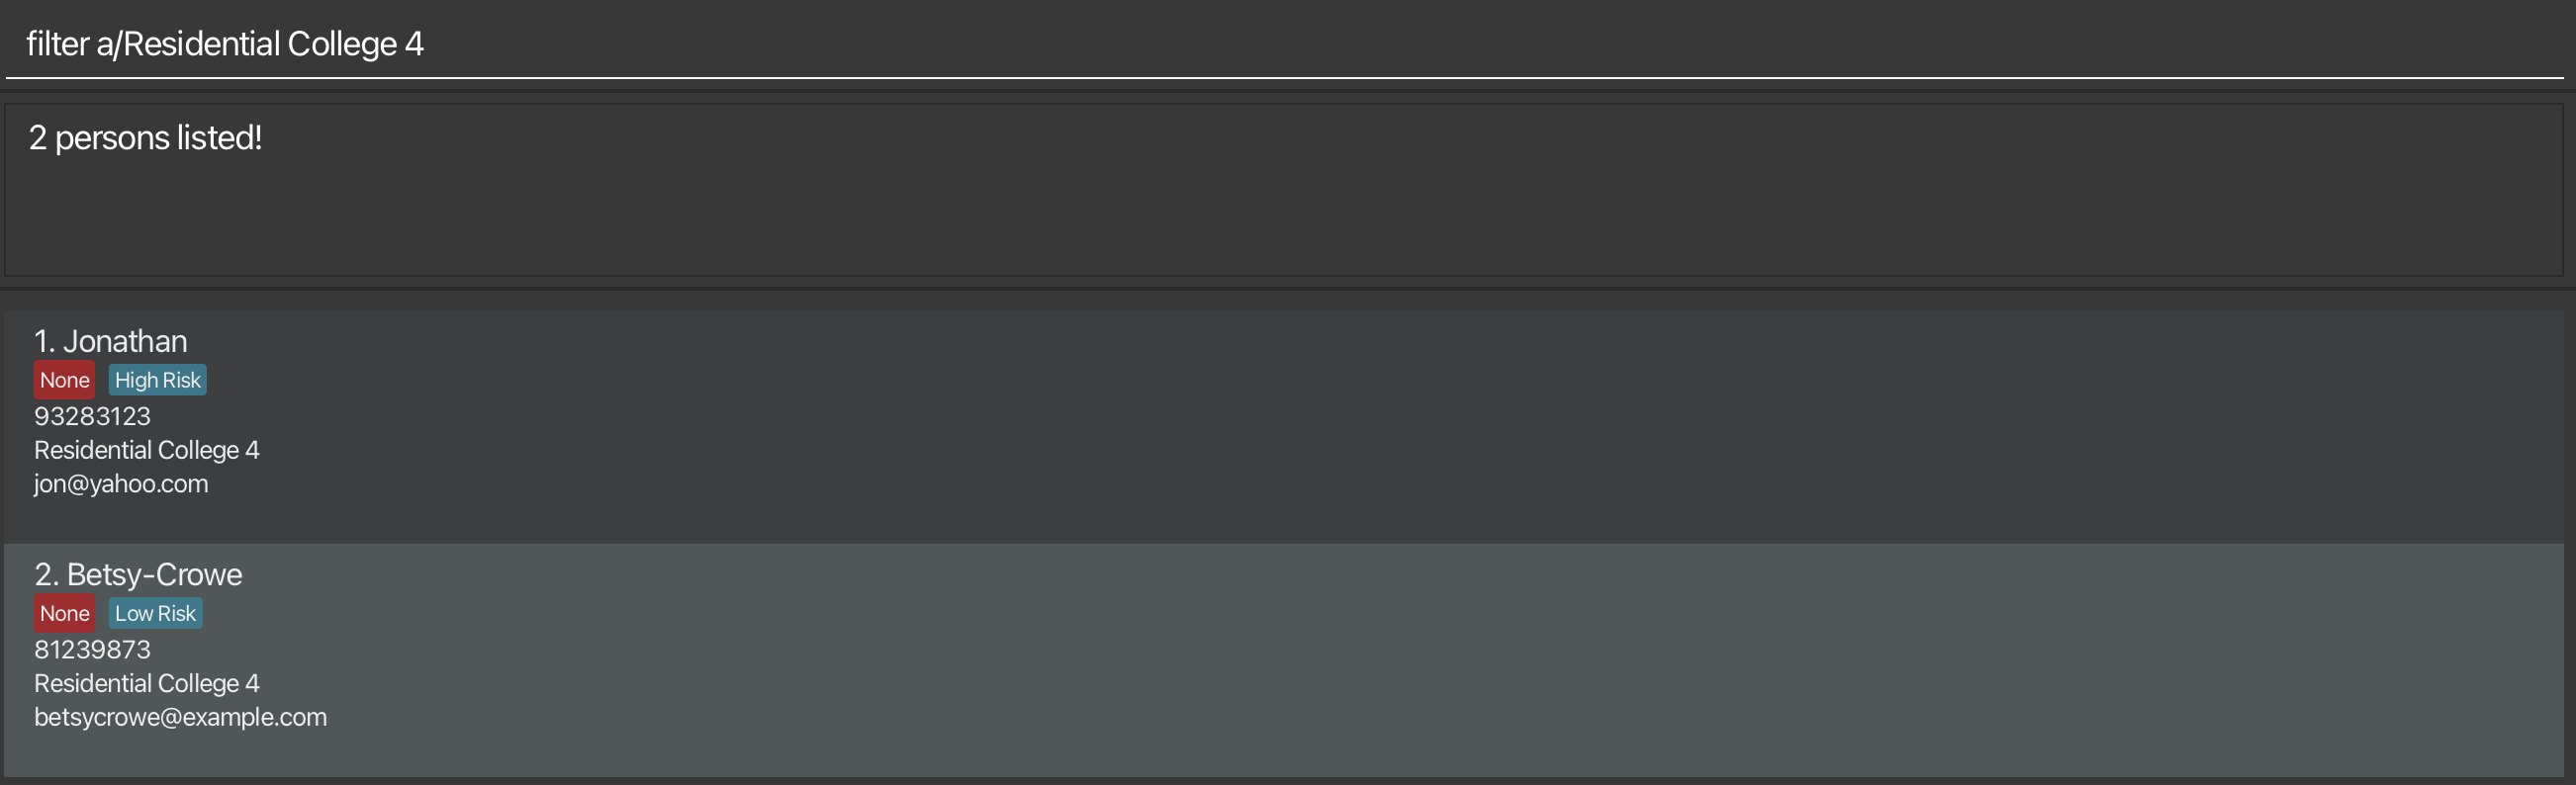 filter a/Residential College 4
2 persons listed!
1. Jonathan
None High Risk
93283123
Residential College 4
jon@yahoo.com
2. Betsy-Crowe
None Low Risk
81239873
Residential College 4
betsycrowe@example.com